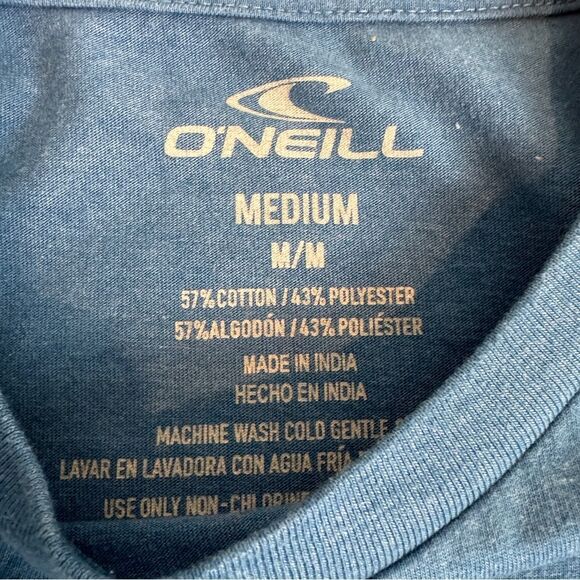 O'NEILL
MEDIUM
M/M
57% COTTON / 43% POLYESTER
57% ALGODÓN / 43% POLIÉSTER
MADE IN INDIA
HECHO EN INDIA
MACHINE WASH COLD GENTLE
LAVAR EN LAVADORA CON AGUA FRÍA
USE ONLY NON-CHLORINE